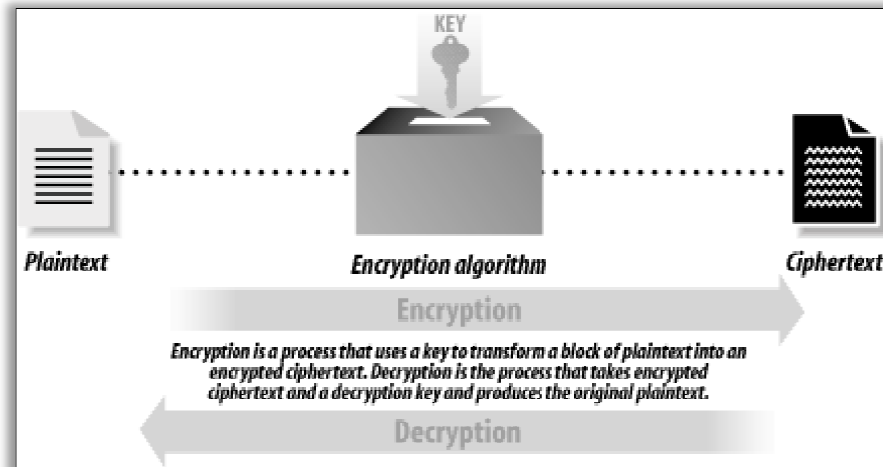 KEY
Plaintext
Encryption algorithm
Ciphertext
Encryption
Encryption is a process that uses a key to transform a block of plaintext into an
encrypted ciphertext. Decryption is the process that takes encrypted
ciphertext and a decryption key and produces the original plaintext.
Decryption